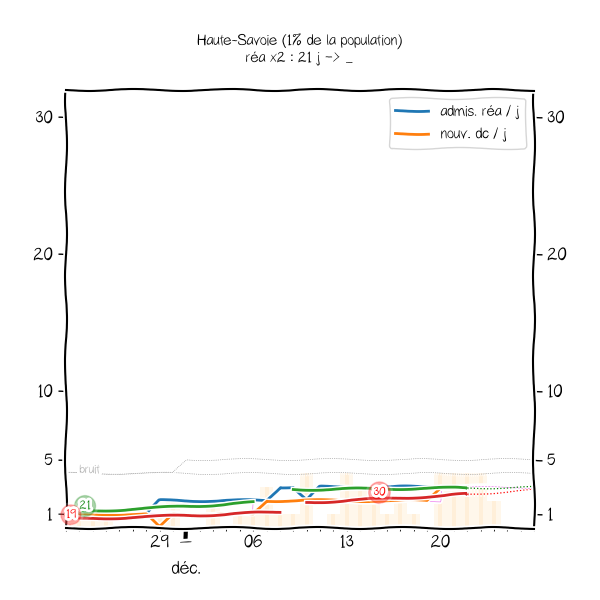 Haute-Savoie (1% de la population)
réa x2 : 21 j -> _
admis. réa / j
nouv. dc / j
30
30
20
20
10
10
5
5
bruit
21
19
30
1
1
29
06
13
20
déc.